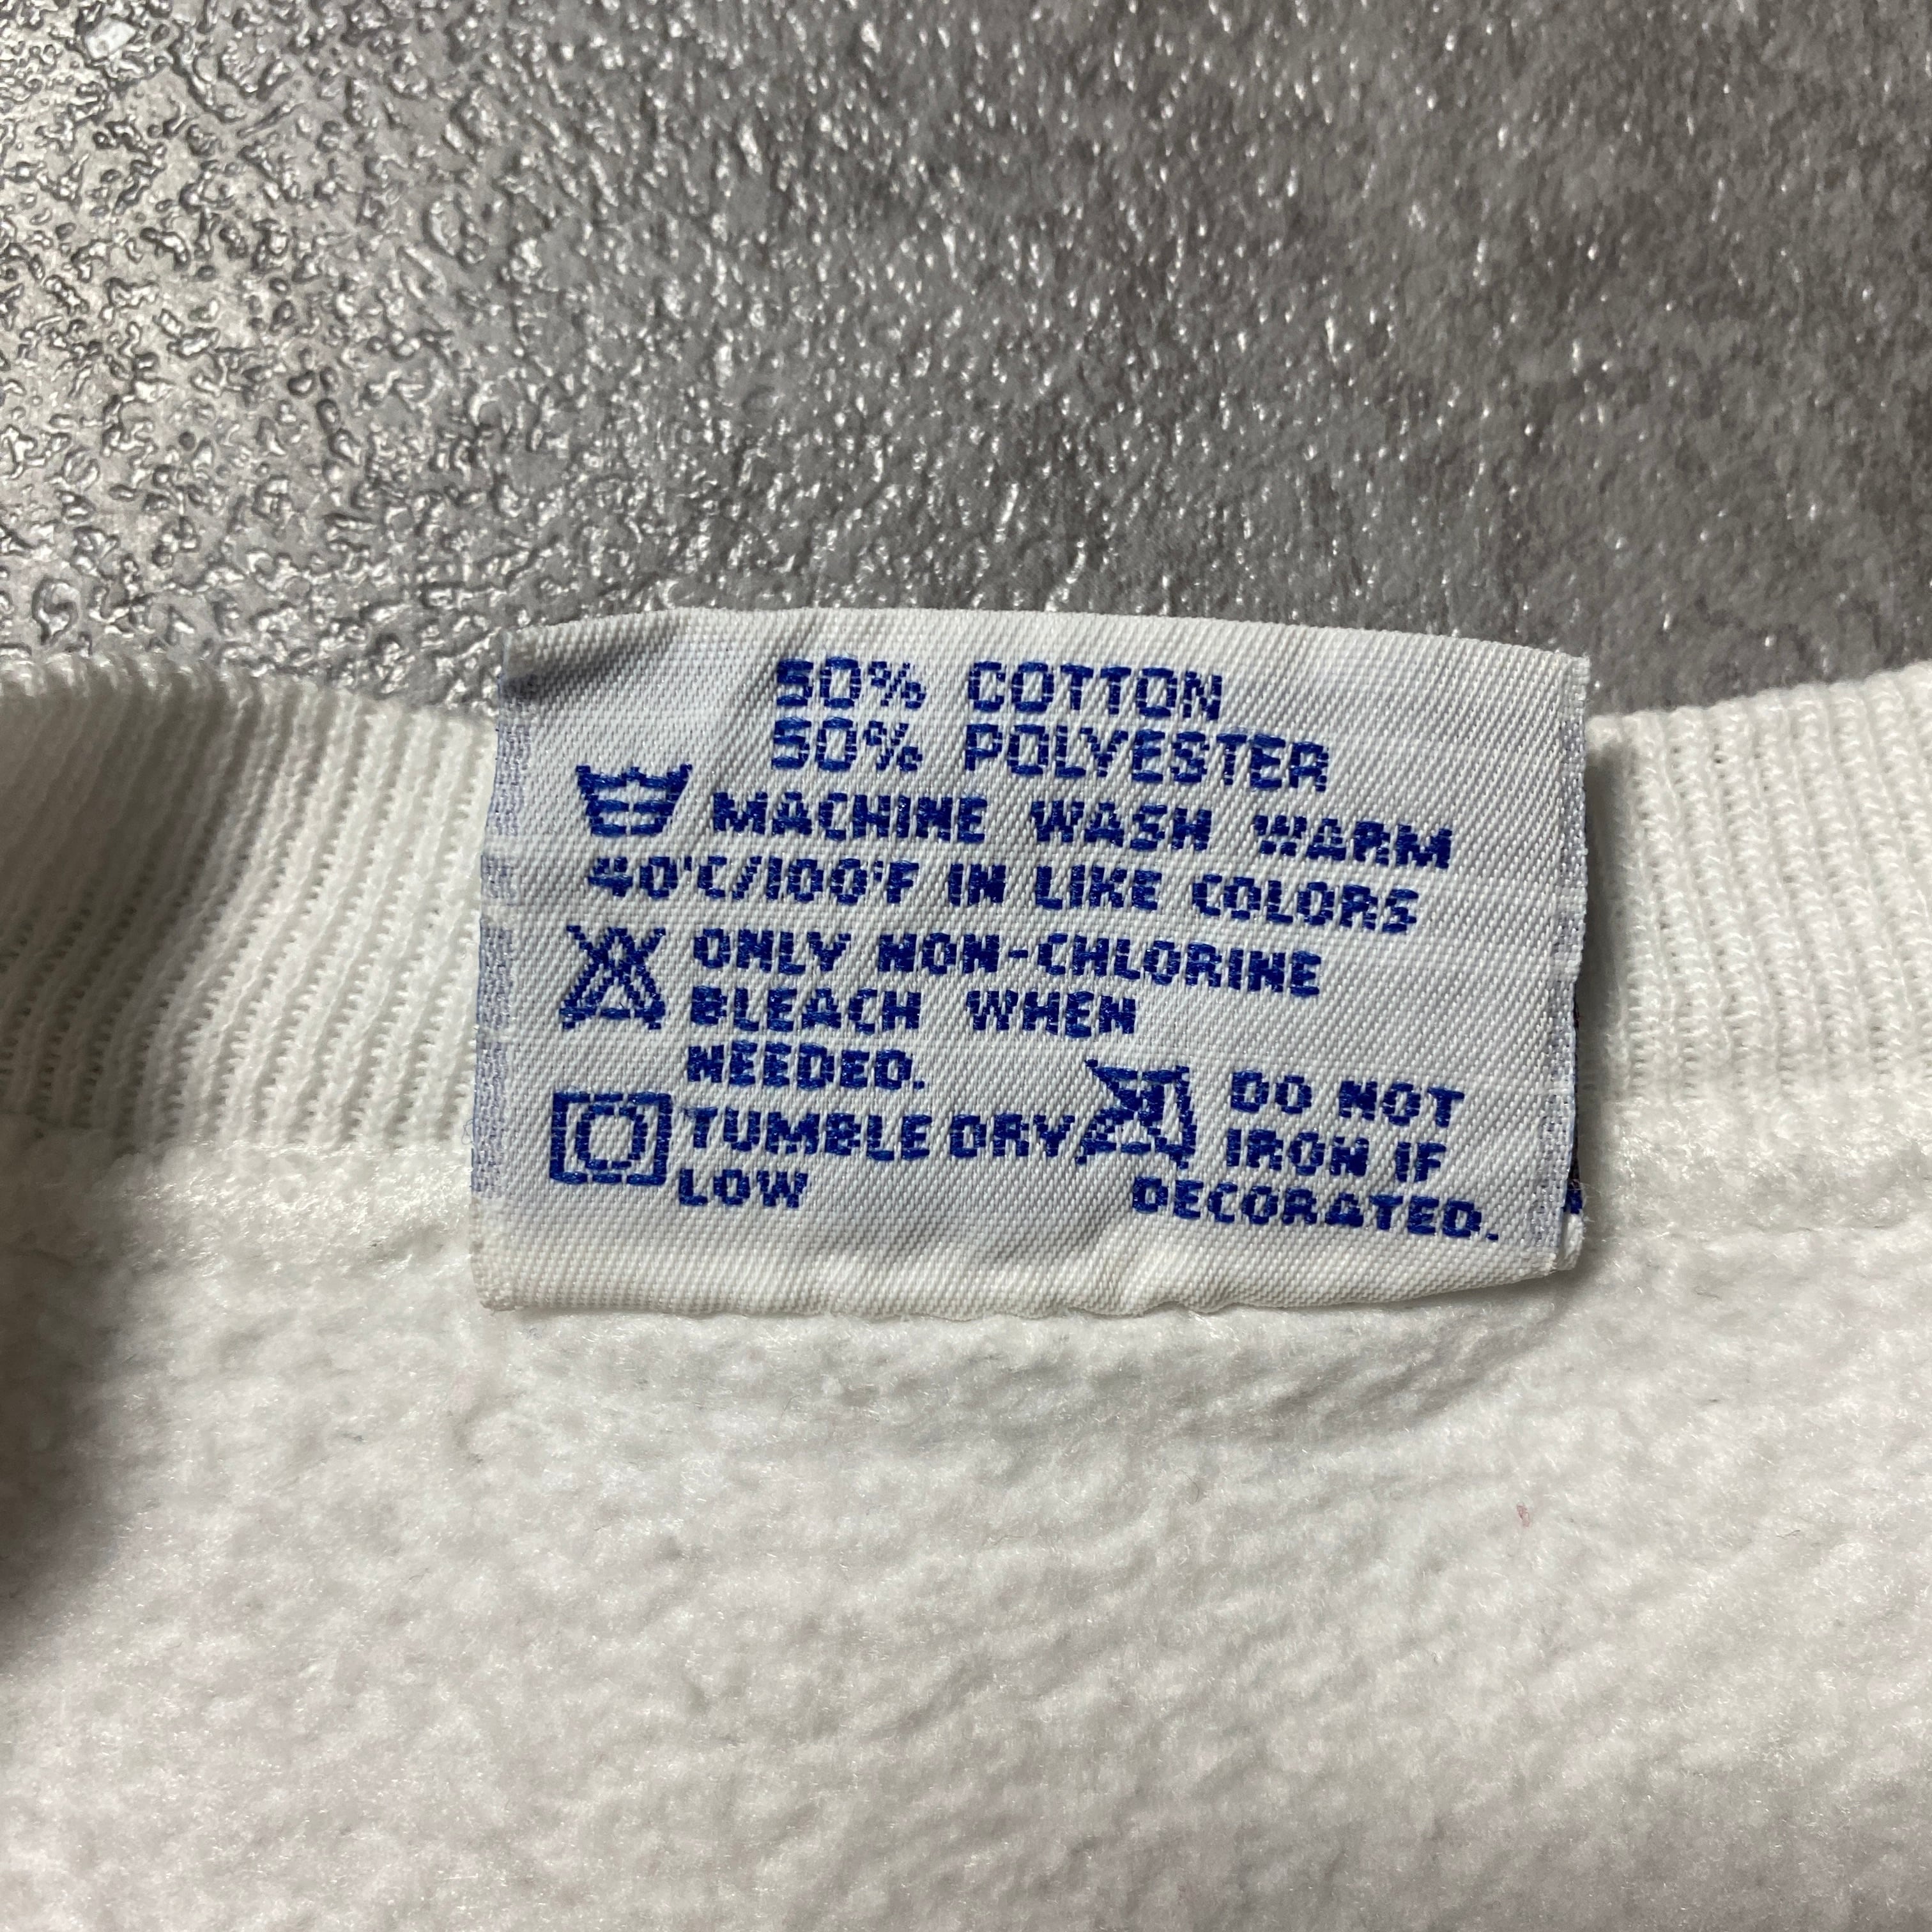 50% COTTON
50% POLYESTER
MACHINE WASH WARM
40°C/100°F IN LIKE COLORS
ONLY NON-CHLORINE
BLEACH WHEN
NEEDED.
TUMBLE DRY,
LOW
DO NOT
IRON IF
DECORATED.